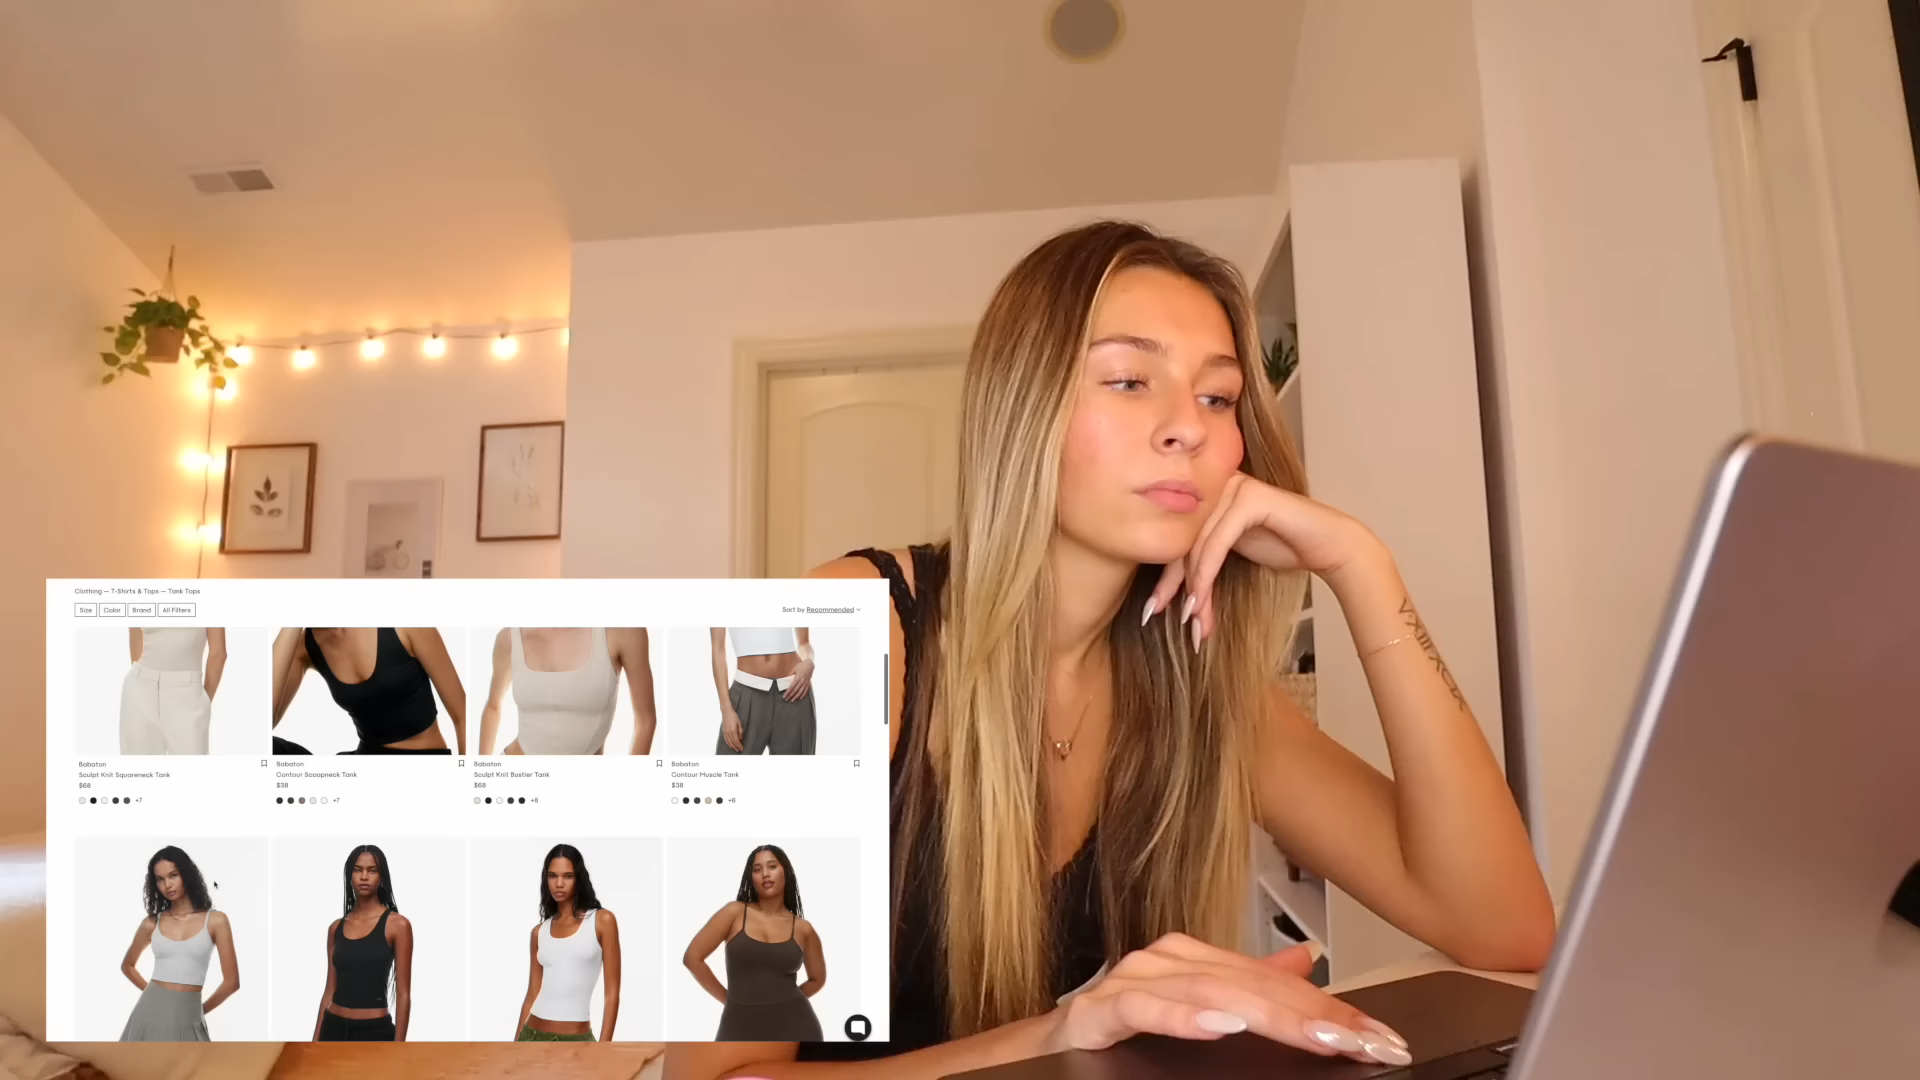 Clothing — T-Shirts & Tops — Tank Tops
Size Color Brand All Filters Sort by Recommended
Babaton
Sculpt Knit Squareneck Tank
$68
+7
Babaton
Contour Scoopneck Tank
$38
+7
Babaton
Sculpt Knit Bustier Tank
$68
+8
Babaton
Contour Muscle Tank
$38
+6